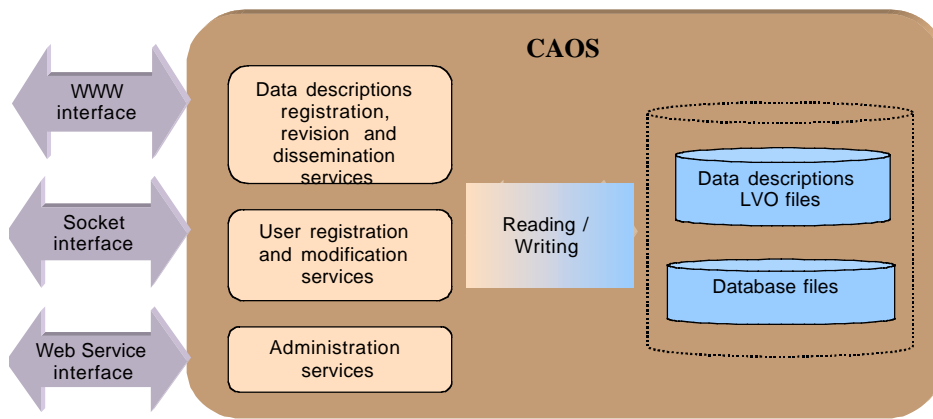 CAOS
WWW
interface
Socket
interface
Web Service
interface
Data descriptions
registration,
revision and
dissemination
services
User registration
and modification
services
Administration
services
Reading /
Writing
Data descriptions
LVO files
Database files